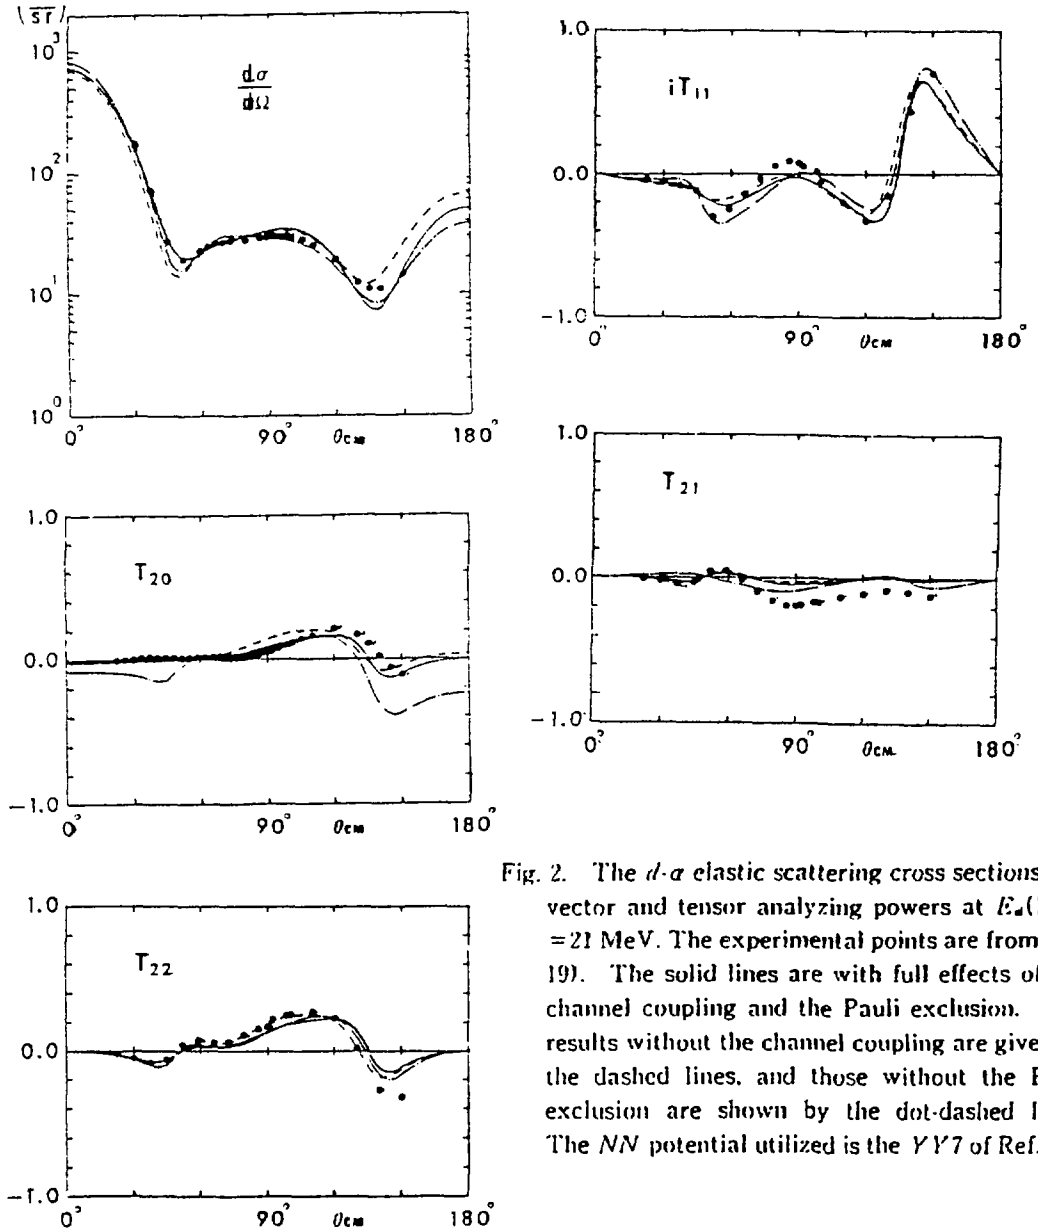 (sr)
10³
10²
10¹
10⁰
dσ
dΩ
0°
90°
θCM
180°
1.0
0.0
−1.0
iT₁₁
0°
90°
θCM
180°
1.0
0.0
−1.0
T₂₀
0°
90°
θCM
180°
1.0
0.0
−1.0
T₂₁
0°
90°
θCM
180°
1.0
0.0
−1.0
T₂₂
0°
90°
θCM
180°
Fig. 2. The d-α elastic scattering cross sections
vector and tensor analyzing powers at E_d(
=21 MeV. The experimental points are from
19). The solid lines are with full effects of
channel coupling and the Pauli exclusion.
results without the channel coupling are give
the dashed lines, and those without the P
exclusion are shown by the dot-dashed l
The NN potential utilized is the YY7 of Ref.